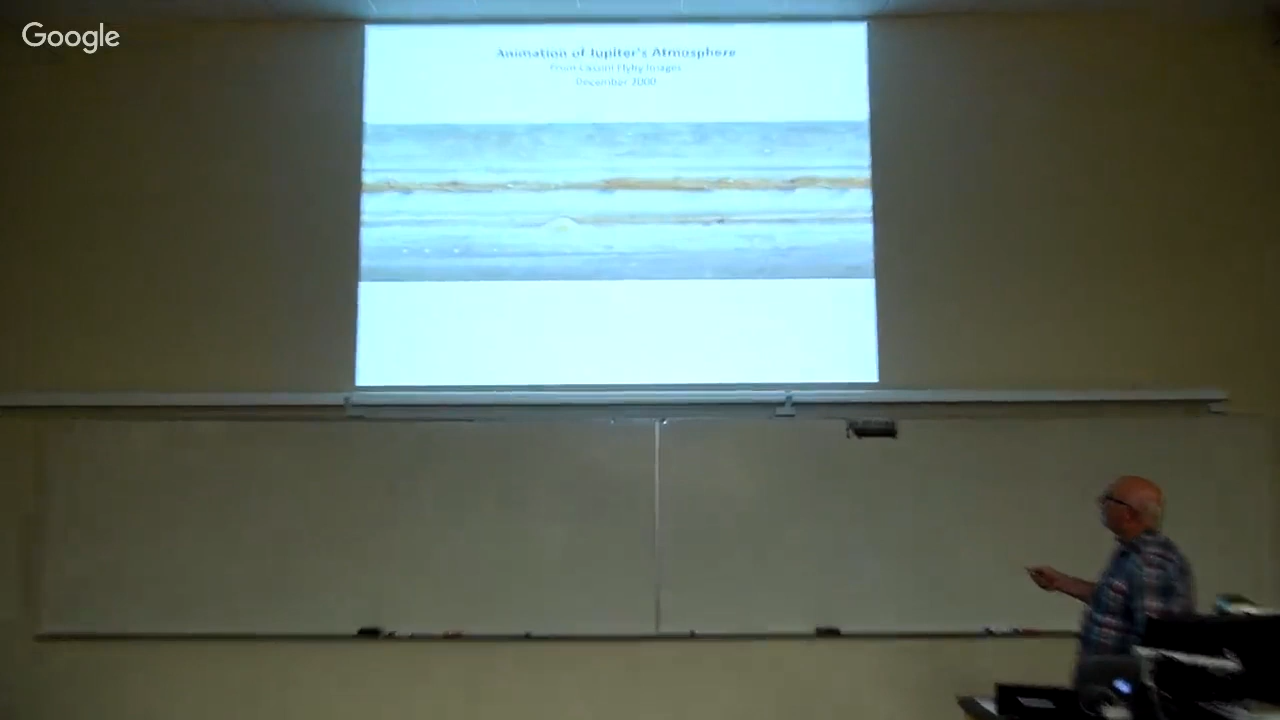 Google
Animation of Jupiter's Atmosphere
From Cassini Flyby Images
December 2000